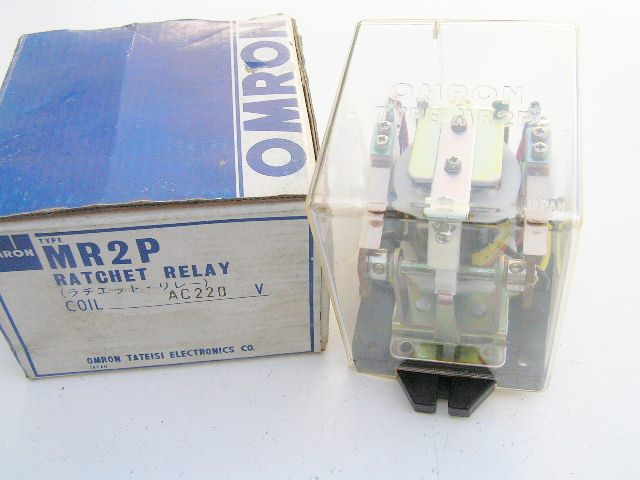 OMRON
OMRON
TYPE
MR2P
RATCHET RELAY
(ラチエット・リレー)
COIL AC220 V
OMRON TATEISI ELECTRONICS CO.
JAPAN
OMRON
TYPE MR2P
JAPAN